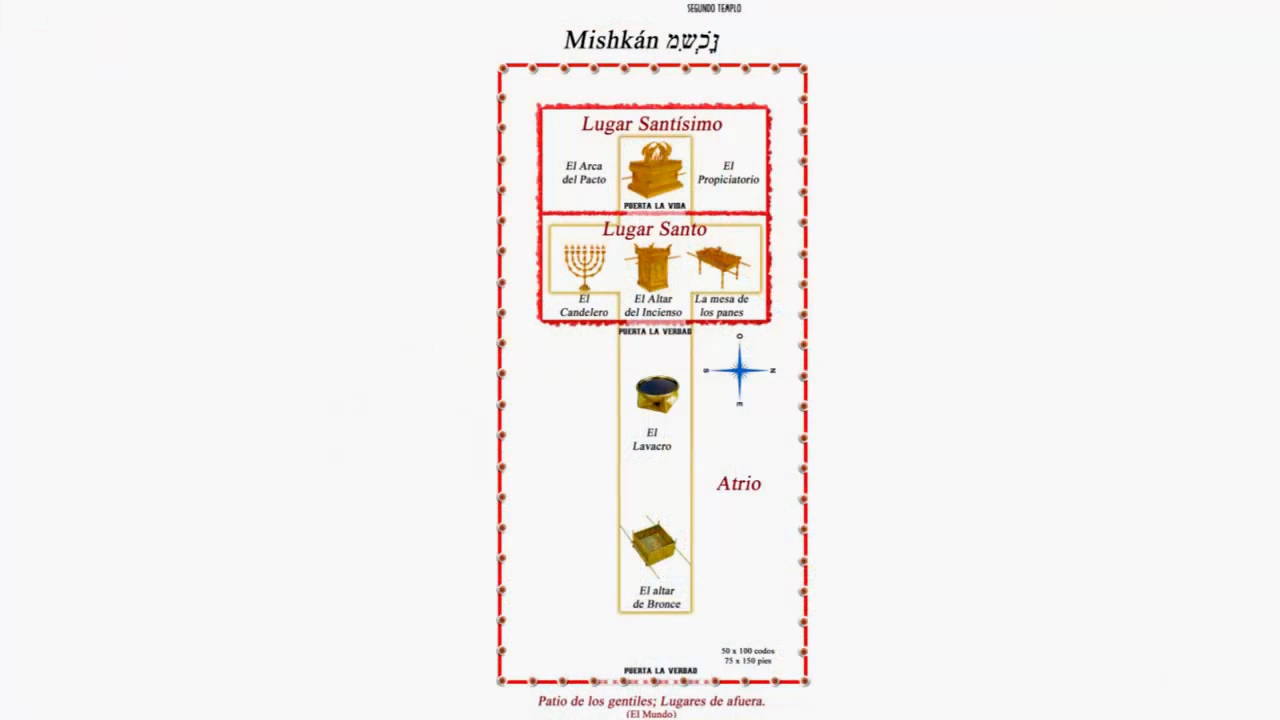 SEGUNDO TEMPLO
Mishkán ןָכְשִמ
Lugar Santísimo
El Arca
del Pacto
El
Propiciatorio
PUERTA LA VIDA
Lugar Santo
El
Candelero
El Altar
del Incienso
La mesa de
los panes
PUERTA LA VERDAD
O
S
N
E
El
Lavacro
Atrio
El altar
de Bronce
50 x 100 codos
75 x 150 pies
PUERTA LA VERDAD
Patio de los gentiles; Lugares de afuera.
(El Mundo)